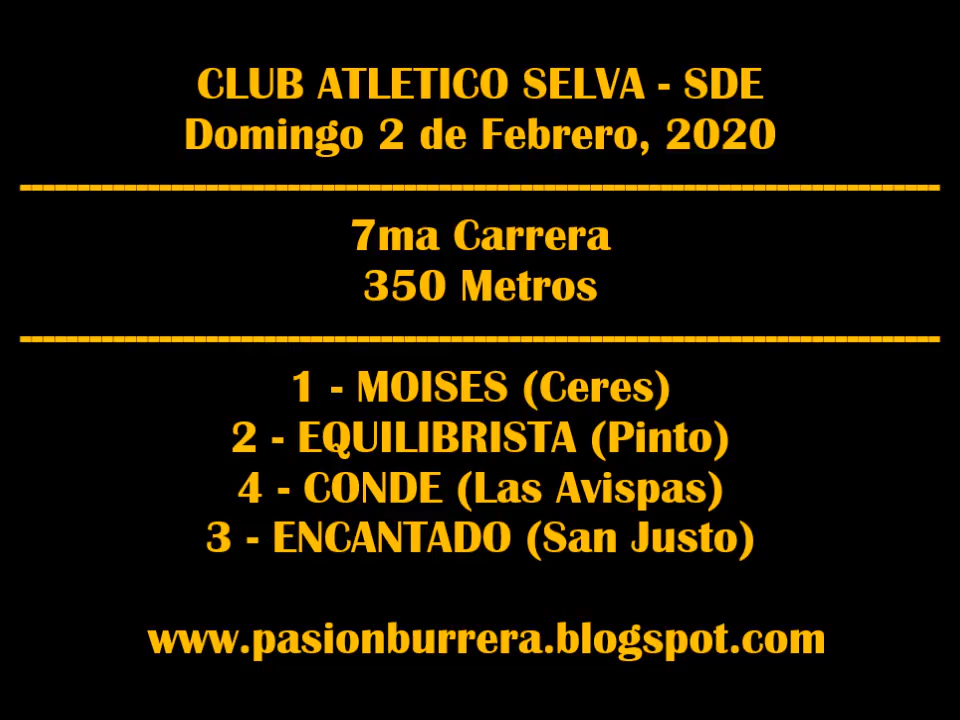 CLUB ATLETICO SELVA - SDE
Domingo 2 de Febrero, 2020
--------------------------------------------------------------------------------
7ma Carrera
350 Metros
--------------------------------------------------------------------------------
1 - MOISES (Ceres)
2 - EQUILIBRISTA (Pinto)
4 - CONDE (Las Avispas)
3 - ENCANTADO (San Justo)
www.pasionburrera.blogspot.com